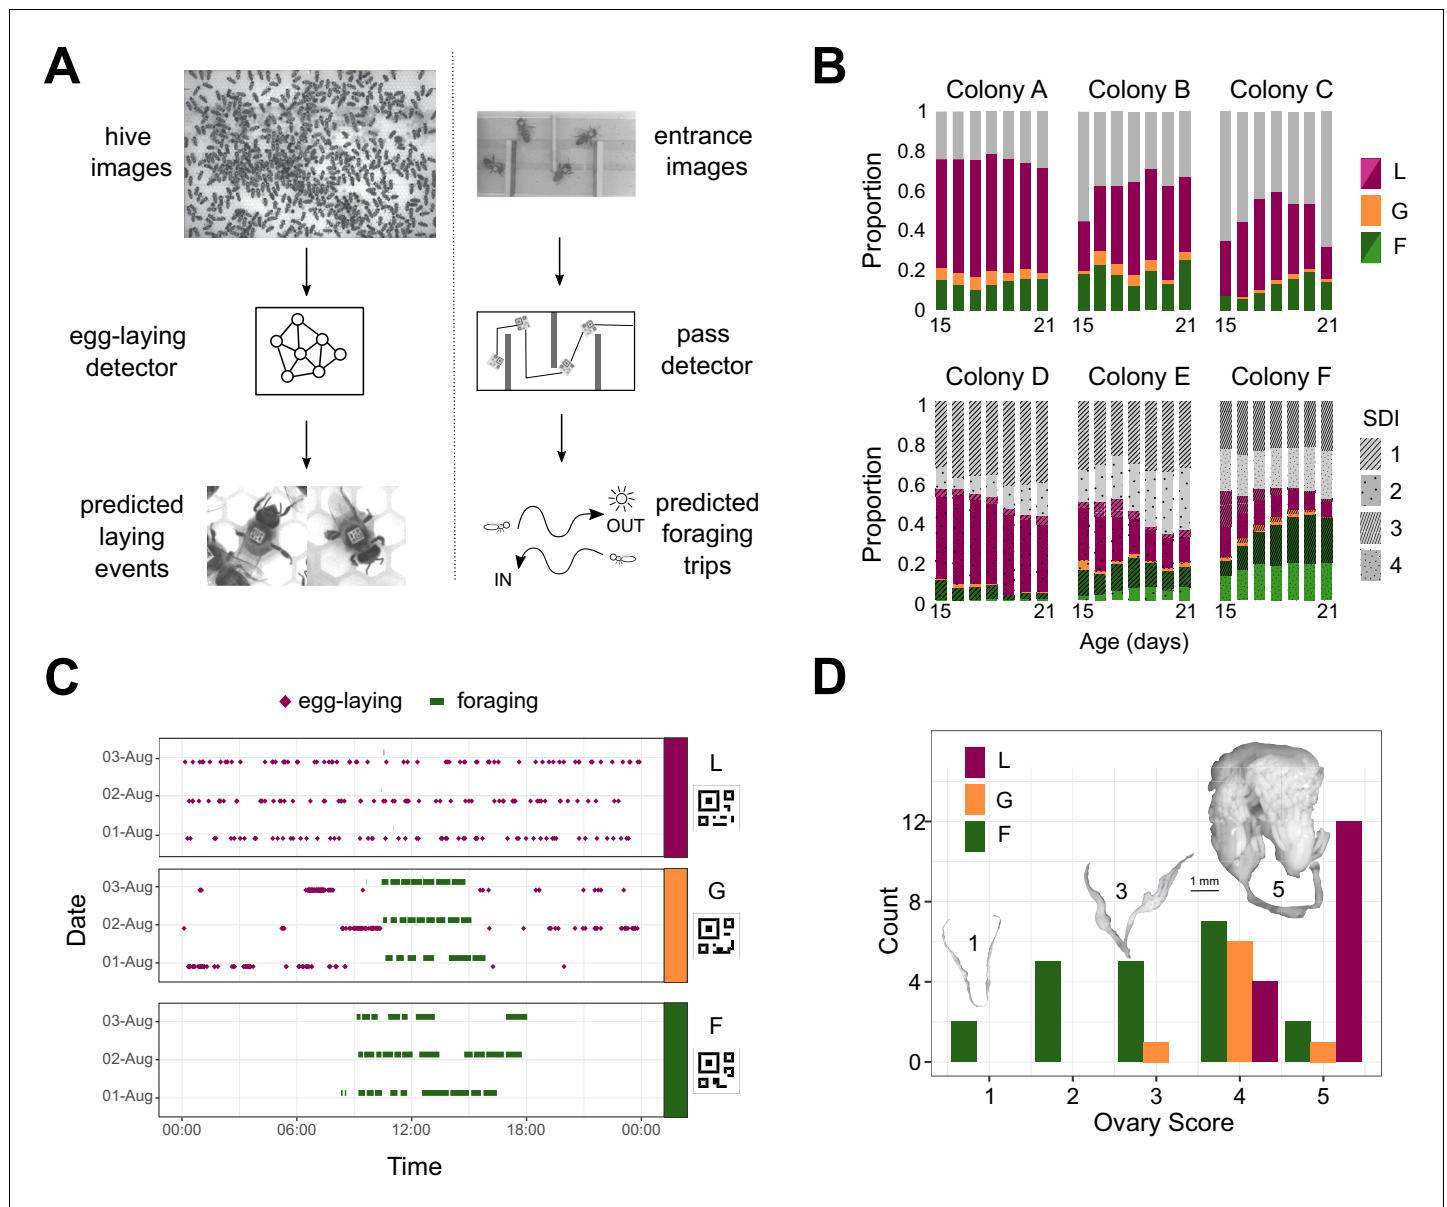 A
hive
images
entrance
images
egg-laying
detector
pass
detector
predicted
laying
events
OUT
IN
predicted
foraging
trips
B
Colony A
Colony B
Colony C
Proportion
1
0.8
0.6
0.4
0.2
0
15
21
15
21
15
21
L
G
F
Colony D
Colony E
Colony F
Proportion
1
0.8
0.6
0.4
0.2
0
15
21
15
21
15
21
Age (days)
SDI
1
2
3
4
C
egg-laying
foraging
Date
03-Aug
02-Aug
01-Aug
L
03-Aug
02-Aug
01-Aug
G
03-Aug
02-Aug
01-Aug
F
00:00
06:00
12:00
18:00
00:00
Time
D
L
G
F
Count
12
8
4
0
1
3
1 mm
5
1
2
3
4
5
Ovary Score